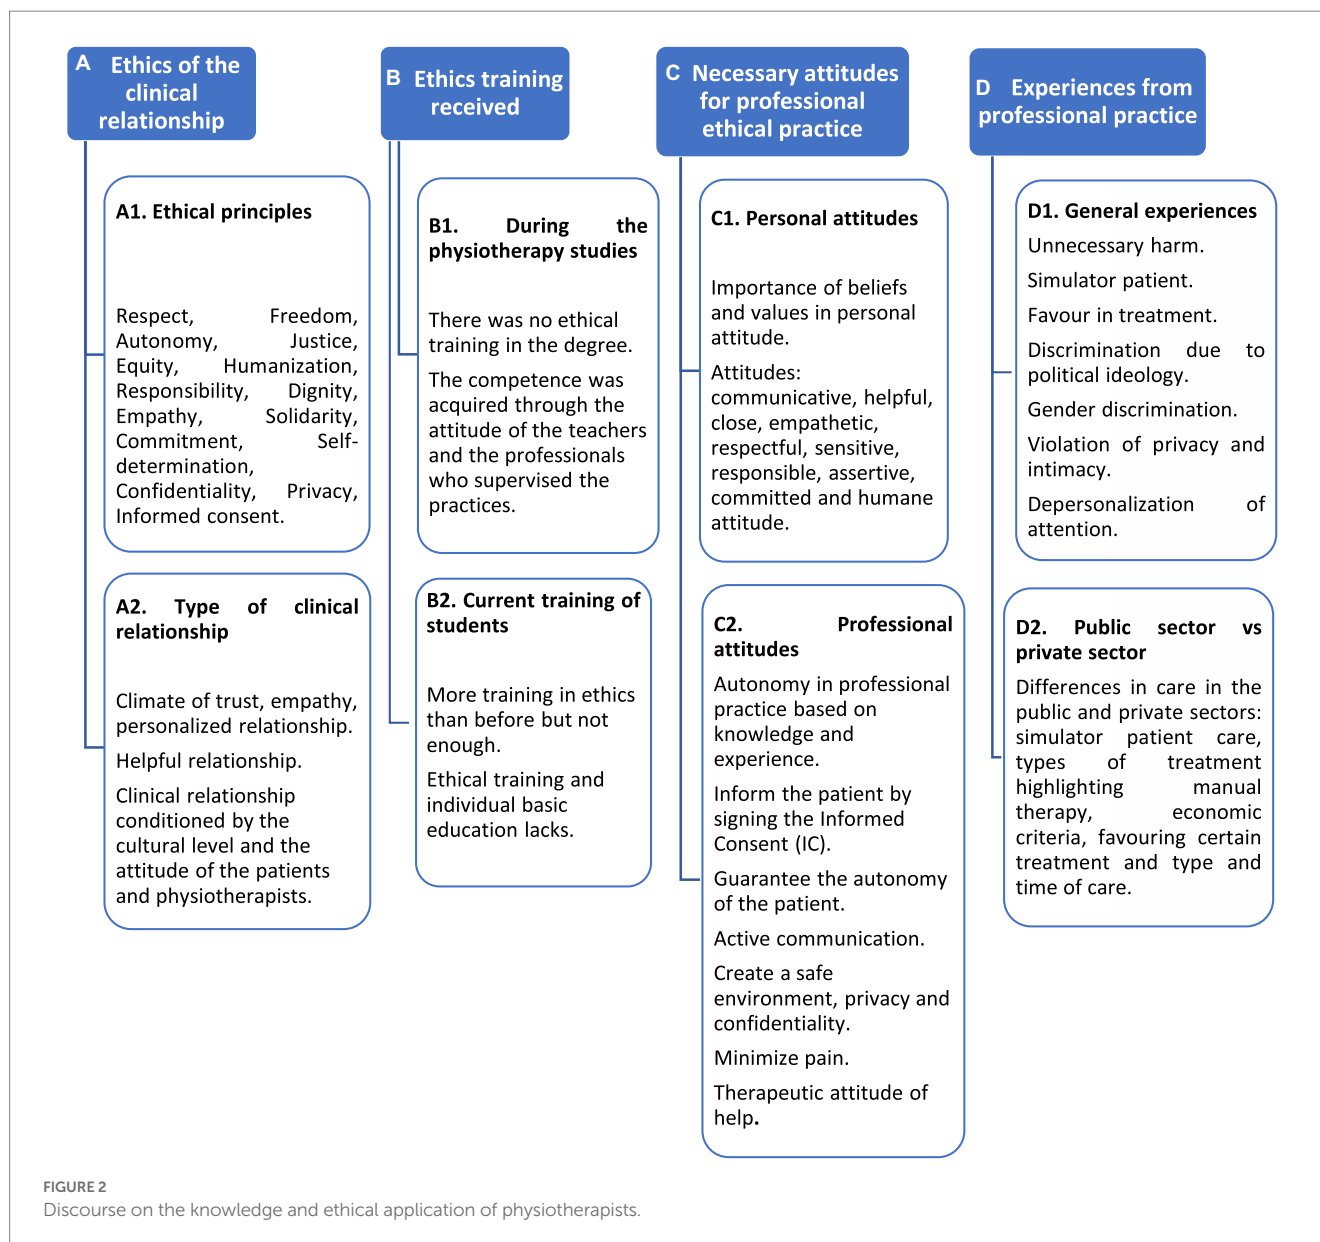 A Ethics of the
clinical
relationship
A1. Ethical principles
Respect, Freedom,
Autonomy, Justice,
Equity, Humanization,
Responsibility, Dignity,
Empathy, Solidarity,
Commitment, Self-
determination,
Confidentiality, Privacy,
Informed consent.
A2. Type of clinical
relationship
Climate of trust, empathy,
personalized relationship.
Helpful relationship.
Clinical relationship
conditioned by the
cultural level and the
attitude of the patients
and physiotherapists.
B Ethics training
received
B1. During the
physiotherapy studies
There was no ethical
training in the degree.
The competence was
acquired through the
attitude of the teachers
and the professionals
who supervised the
practices.
B2. Current training of
students
More training in ethics
than before but not
enough.
Ethical training and
individual basic
education lacks.
C Necessary attitudes
for professional
ethical practice
C1. Personal attitudes
Importance of beliefs
and values in personal
attitude.
Attitudes:
communicative, helpful,
close, empathetic,
respectful, sensitive,
responsible, assertive,
committed and humane
attitude.
C2. Professional
attitudes
Autonomy in professional
practice based on
knowledge and
experience.
Inform the patient by
signing the Informed
Consent (IC).
Guarantee the autonomy
of the patient.
Active communication.
Create a safe
environment, privacy and
confidentiality.
Minimize pain.
Therapeutic attitude of
help.
D Experiences from
professional practice
D1. General experiences
Unnecessary harm.
Simulator patient.
Favour in treatment.
Discrimination due to
political ideology.
Gender discrimination.
Violation of privacy and
intimacy.
Depersonalization of
attention.
D2. Public sector vs
private sector
Differences in care in the
public and private sectors:
simulator patient care,
types of treatment
highlighting manual
therapy, economic
criteria, favouring certain
treatment and type and
time of care.
FIGURE 2
Discourse on the knowledge and ethical application of physiotherapists.